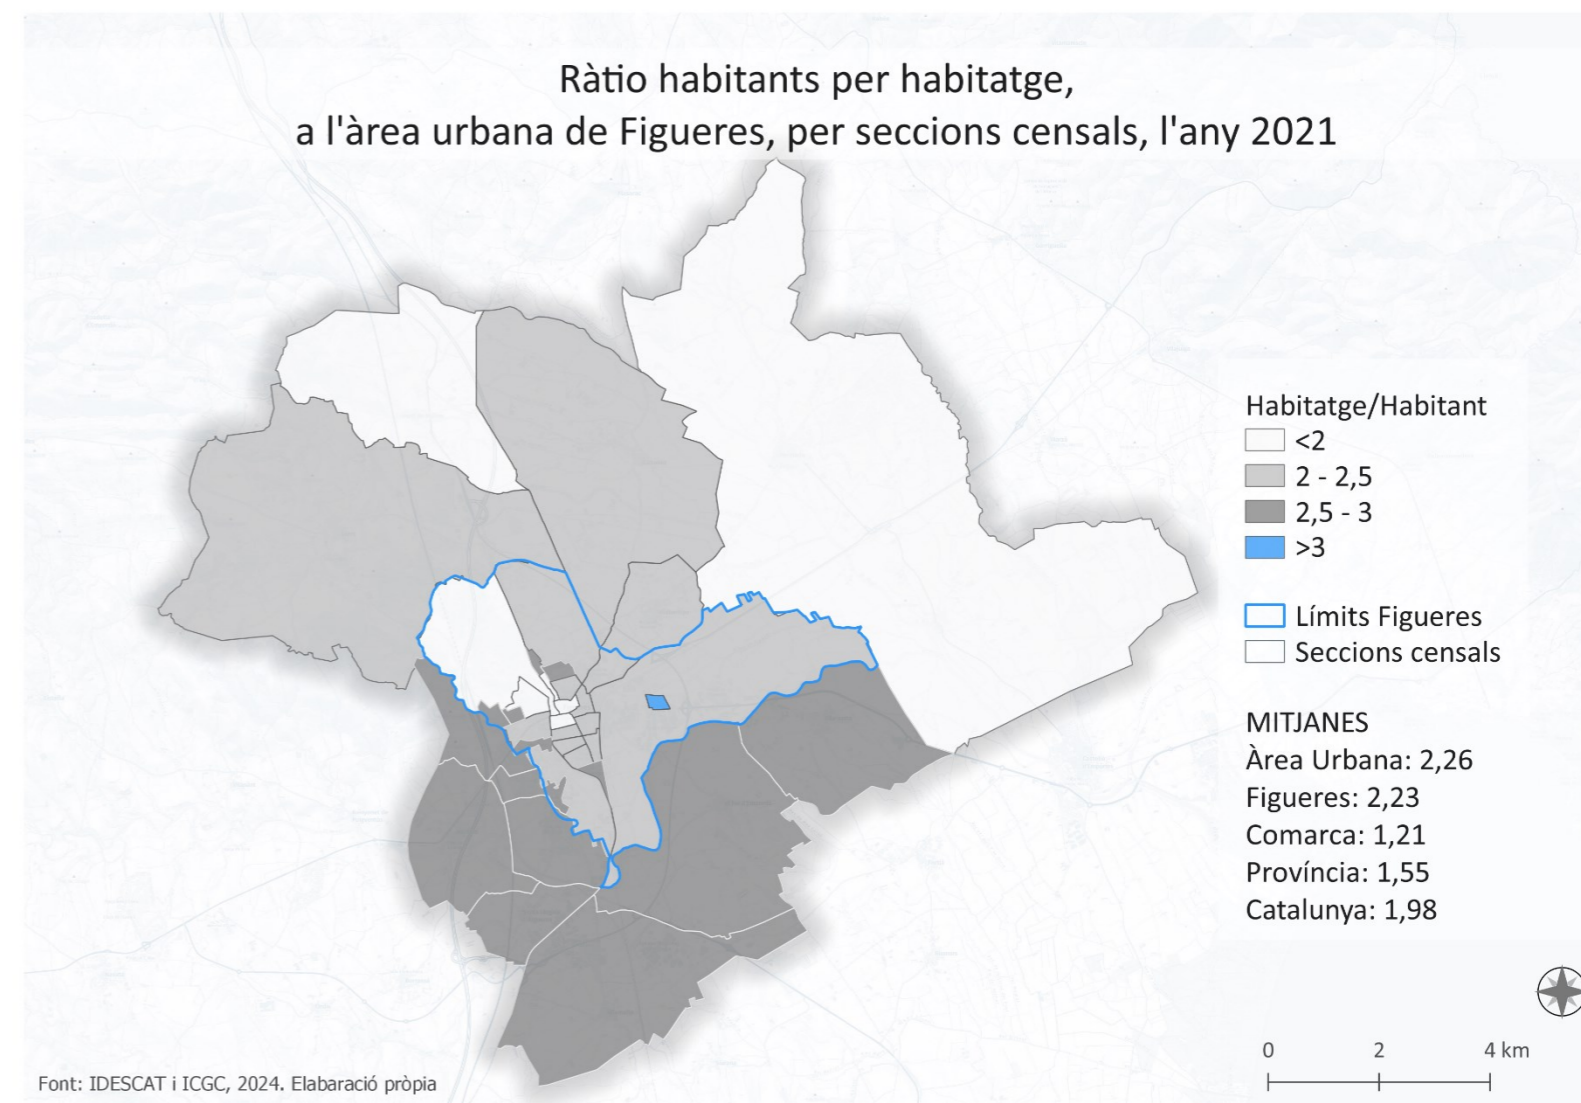 Ràtio habitants per habitatge,
a l'àrea urbana de Figueres, per seccions censals, l'any 2021
Habitatge/Habitant
<2
2 - 2,5
2,5 - 3
>3
Límits Figueres
Seccions censals
MITJANES
Àrea Urbana: 2,26
Figueres: 2,23
Comarca: 1,21
Província: 1,55
Catalunya: 1,98
0 2 4 km
Font: IDESCAT i ICGC, 2024. Elabaració pròpia